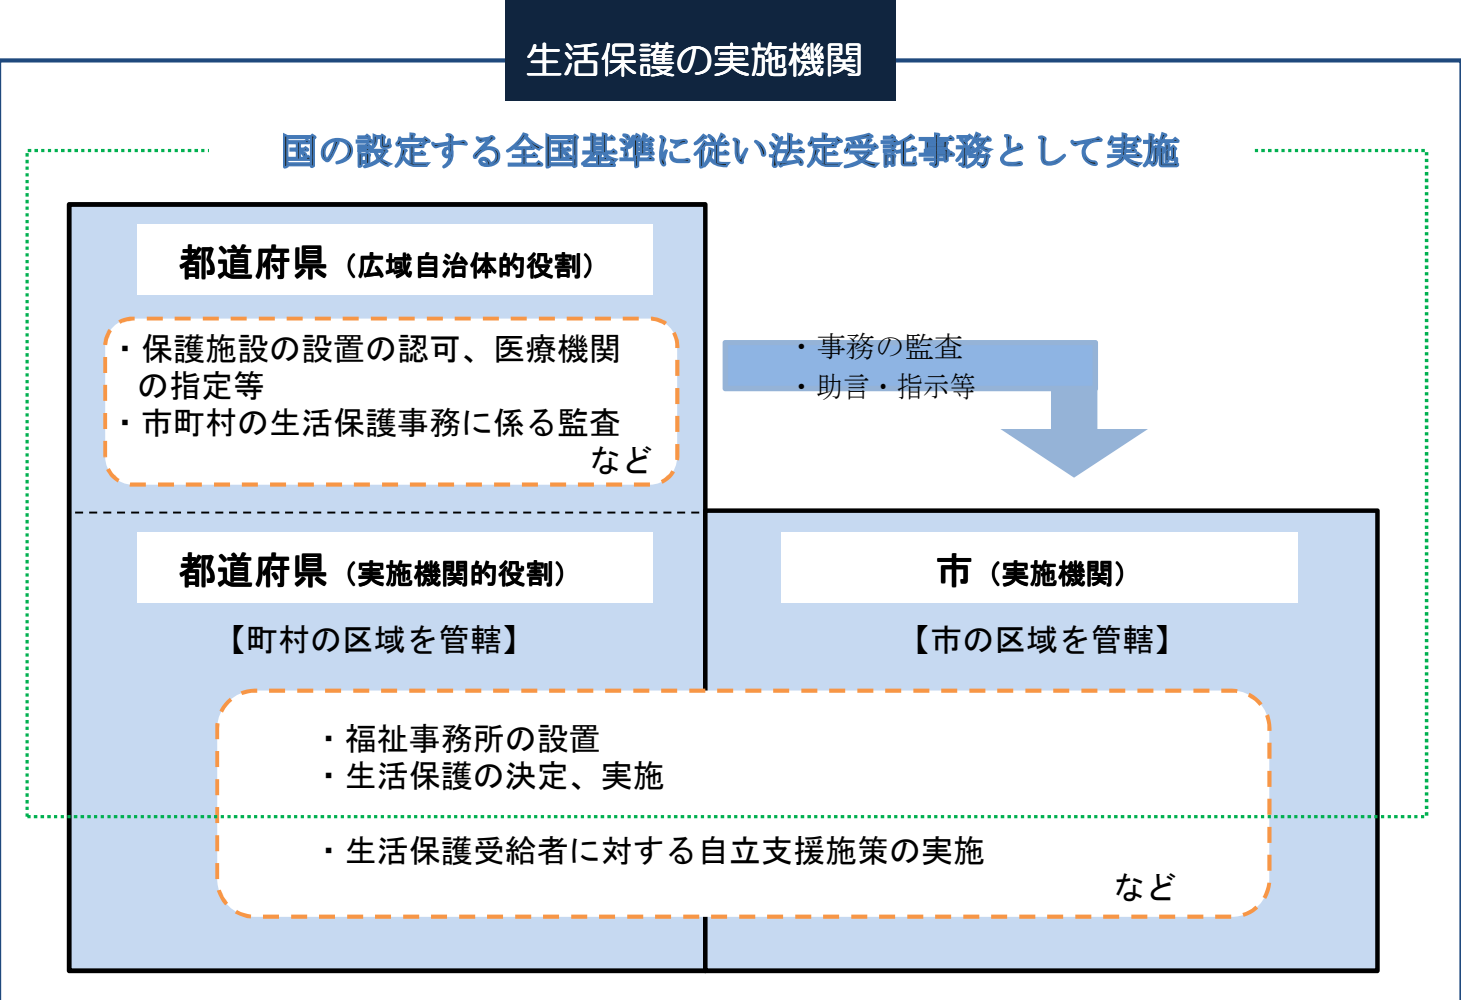 生活保護の実施機関
国の設定する全国基準に従い法定受託事務として実施
都道府県（広域自治体的役割）
・保護施設の設置の認可、医療機関
の指定等
・市町村の生活保護事務に係る監査
など
・事務の監査
・助言・指示等
都道府県（実施機関的役割）
【町村の区域を管轄】
市（実施機関）
【市の区域を管轄】
・福祉事務所の設置
・生活保護の決定、実施
・生活保護受給者に対する自立支援施策の実施
など